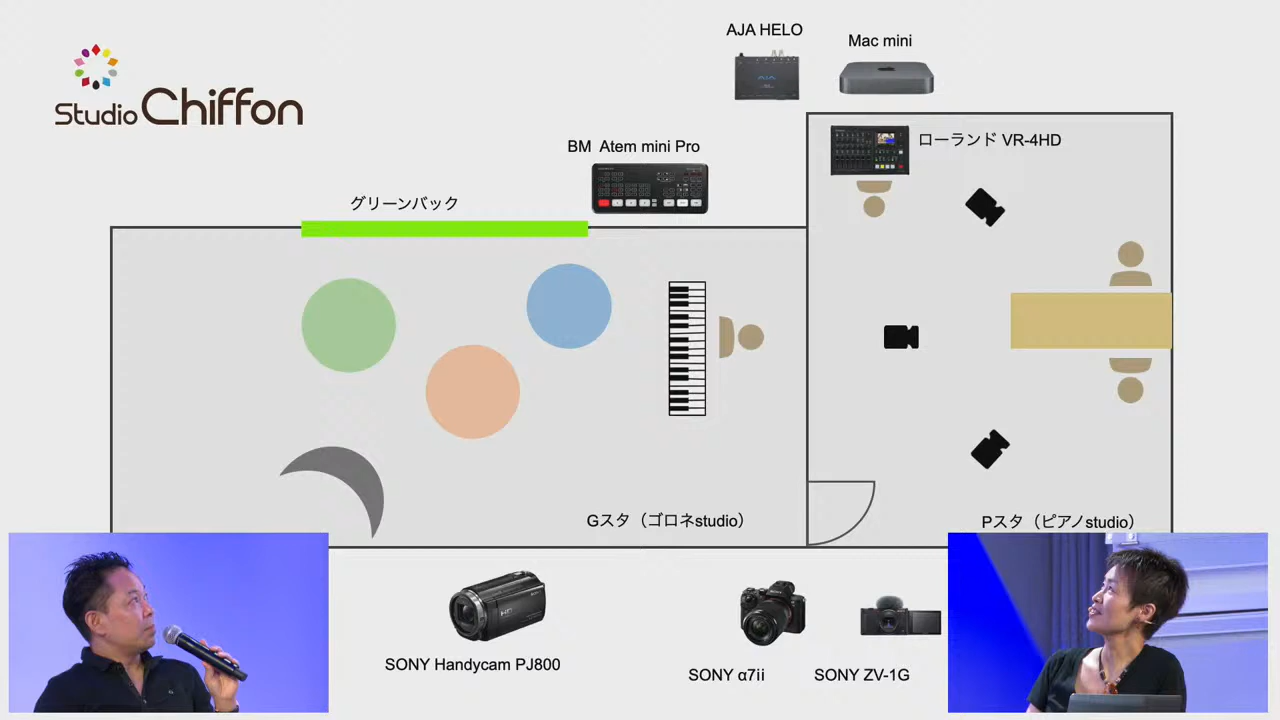 AJA HELO
Mac mini
Studio Chiffon
BM Atem mini Pro
ローランド VR-4HD
グリーンバック
Gスタ（ゴロネstudio）
Pスタ（ピアノstudio）
SONY Handycam PJ800
SONY α7ii
SONY ZV-1G